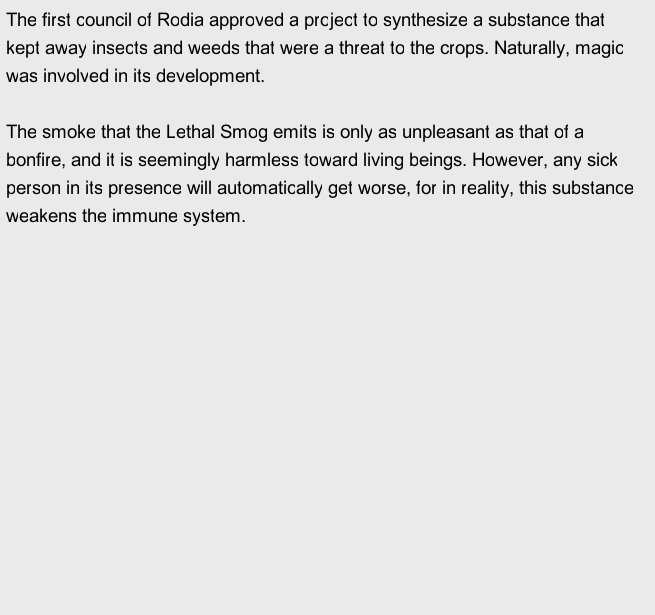 The first council of Rodia approved a project to synthesize a substance that
kept away insects and weeds that were a threat to the crops. Naturally, magic
was involved in its development.
The smoke that the Lethal Smog emits is only as unpleasant as that of a
bonfire, and it is seemingly harmless toward living beings. However, any sick
person in its presence will automatically get worse, for in reality, this substance
weakens the immune system.